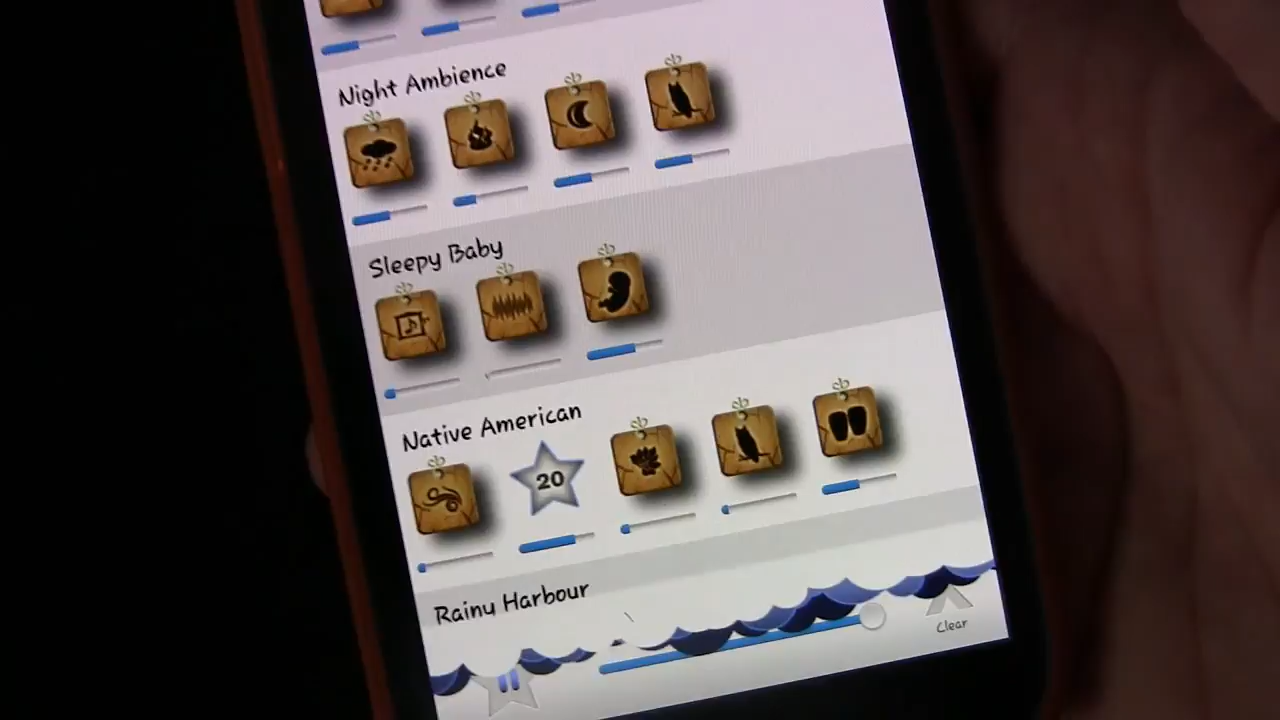 Night Ambience
Sleepy Baby
Native American
20
Rainy Harbour
Clear